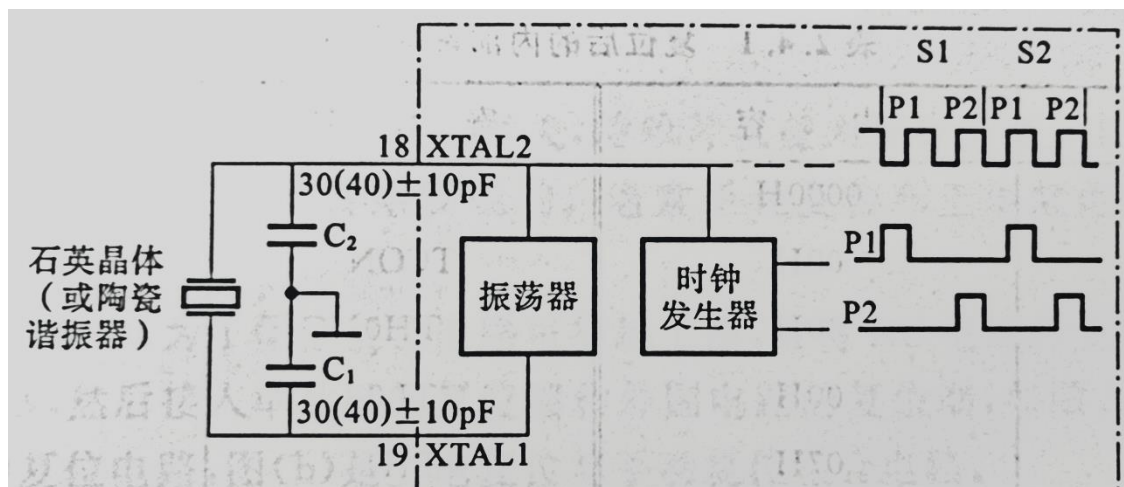 S1 S2
P1 P2 P1 P2
18 XTAL2
30(40)±10pF
C₂
P1
石英晶体
（或陶瓷
谐振器）
振荡器
时钟
发生器
P2
C₁
30(40)±10pF
19 XTAL1